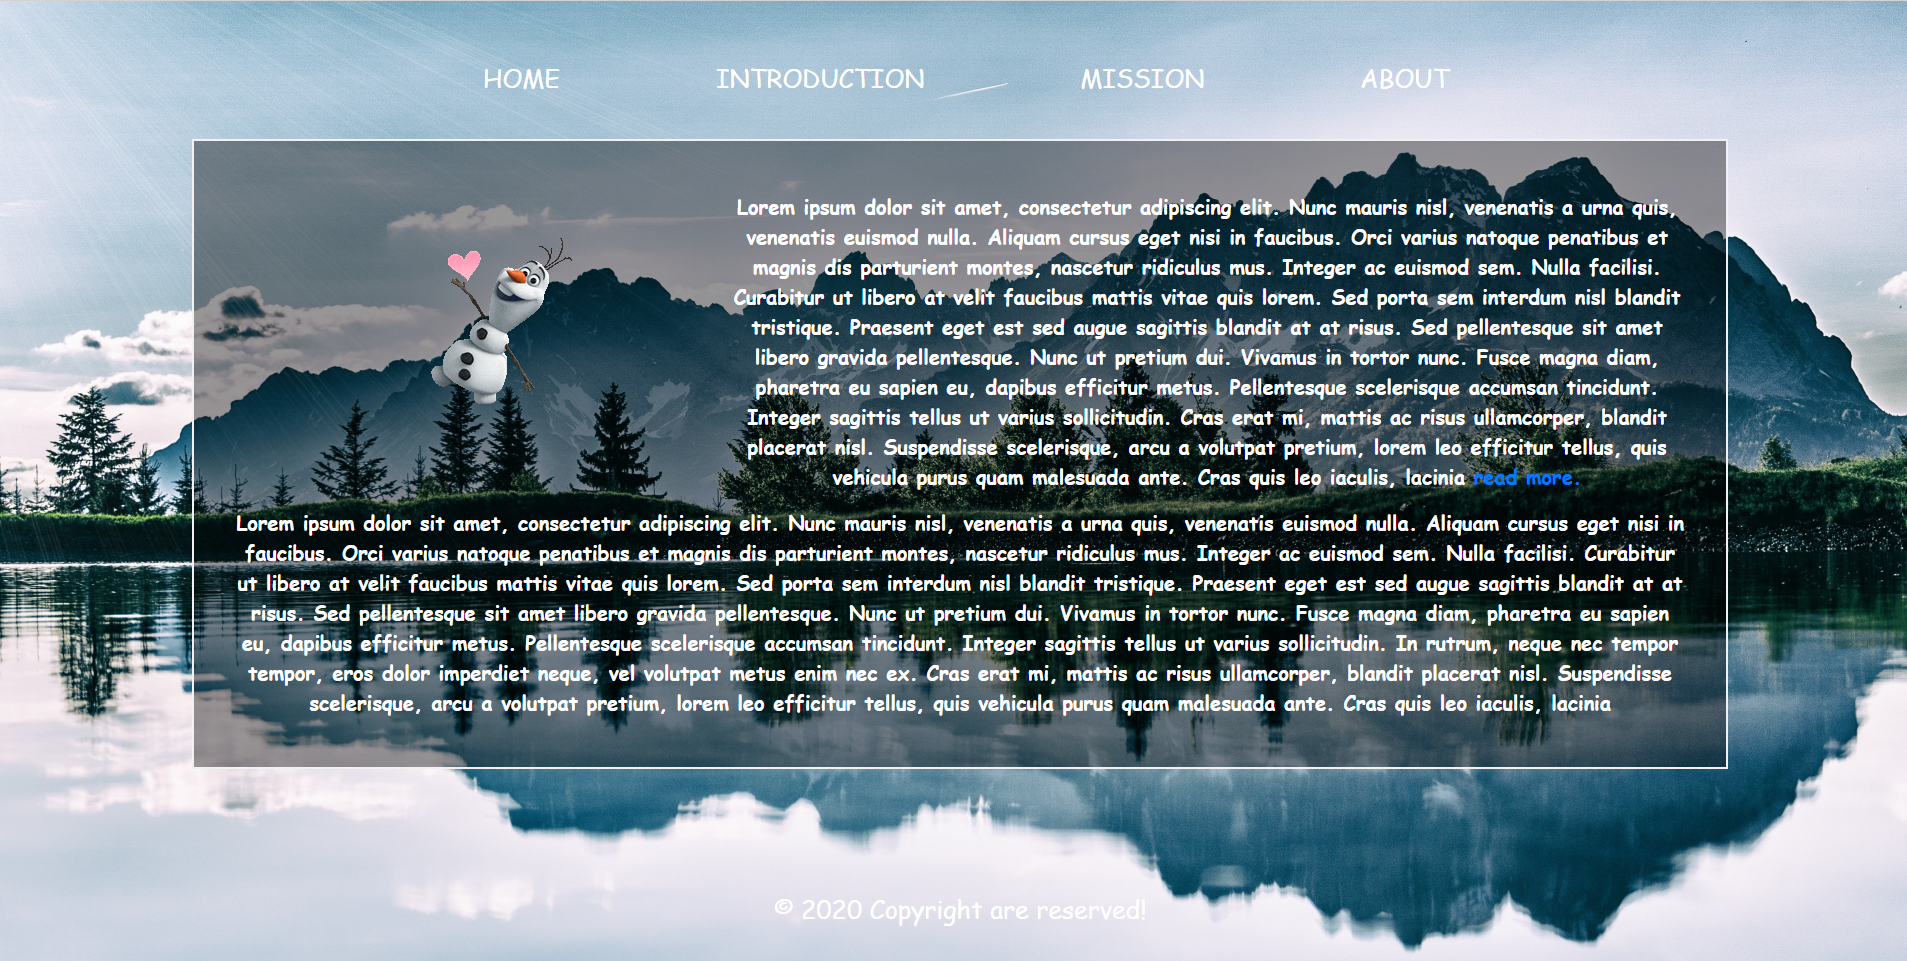 HOME INTRODUCTION MISSION ABOUT
Lorem ipsum dolor sit amet, consectetur adipiscing elit. Nunc mauris nisl, venenatis a urna quis,
venenatis euismod nulla. Aliquam cursus eget nisi in faucibus. Orci varius natoque penatibus et
magnis dis parturient montes, nascetur ridiculus mus. Integer ac euismod sem. Nulla facilisi.
Curabitur ut libero at velit faucibus mattis vitae quis lorem. Sed porta sem interdum nisl blandit
tristique. Praesent eget est sed augue sagittis blandit at at risus. Sed pellentesque sit amet
libero gravida pellentesque. Nunc ut pretium dui. Vivamus in tortor nunc. Fusce magna diam,
pharetra eu sapien eu, dapibus efficitur metus. Pellentesque scelerisque accumsan tincidunt.
Integer sagittis tellus ut varius sollicitudin. Cras erat mi, mattis ac risus ullamcorper, blandit
placerat nisl. Suspendisse scelerisque, arcu a volutpat pretium, lorem leo efficitur tellus, quis
vehicula purus quam malesuada ante. Cras quis leo iaculis, lacinia read more.
Lorem ipsum dolor sit amet, consectetur adipiscing elit. Nunc mauris nisl, venenatis a urna quis, venenatis euismod nulla. Aliquam cursus eget nisi in
faucibus. Orci varius natoque penatibus et magnis dis parturient montes, nascetur ridiculus mus. Integer ac euismod sem. Nulla facilisi. Curabitur
ut libero at velit faucibus mattis vitae quis lorem. Sed porta sem interdum nisl blandit tristique. Praesent eget est sed augue sagittis blandit at at
risus. Sed pellentesque sit amet libero gravida pellentesque. Nunc ut pretium dui. Vivamus in tortor nunc. Fusce magna diam, pharetra eu sapien
eu, dapibus efficitur metus. Pellentesque scelerisque accumsan tincidunt. Integer sagittis tellus ut varius sollicitudin. In rutrum, neque nec tempor
tempor, eros dolor imperdiet neque, vel volutpat metus enim nec ex. Cras erat mi, mattis ac risus ullamcorper, blandit placerat nisl. Suspendisse
scelerisque, arcu a volutpat pretium, lorem leo efficitur tellus, quis vehicula purus quam malesuada ante. Cras quis leo iaculis, lacinia
© 2020 Copyright are reserved!